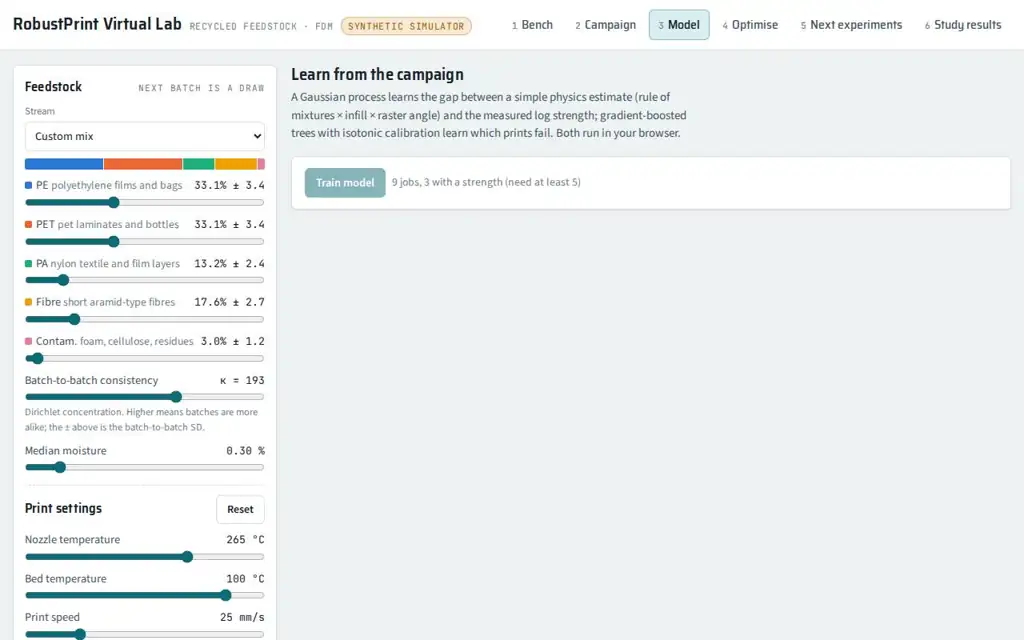 RobustPrint Virtual Lab RECYCLED FEEDSTOCK · FDM SYNTHETIC SIMULATOR 1 Bench 2 Campaign 3 Model 4 Optimise 5 Next experiments 6 Study results
Feedstock NEXT BATCH IS A DRAW
Stream
Custom mix
PE polyethylene films and bags 33.1% ± 3.4
PET pet laminates and bottles 33.1% ± 3.4
PA nylon textile and film layers 13.2% ± 2.4
Fibre short aramid-type fibres 17.6% ± 2.7
Contam. foam, cellulose, residues 3.0% ± 1.2
Batch-to-batch consistency κ = 193
Dirichlet concentration. Higher means batches are more
alike; the ± above is the batch-to-batch SD.
Median moisture 0.30 %
Print settings Reset
Nozzle temperature 265 °C
Bed temperature 100 °C
Print speed 25 mm/s
Learn from the campaign
A Gaussian process learns the gap between a simple physics estimate (rule of
mixtures × infill × raster angle) and the measured log strength; gradient-boosted
trees with isotonic calibration learn which prints fail. Both run in your browser.
Train model 9 jobs, 3 with a strength (need at least 5)